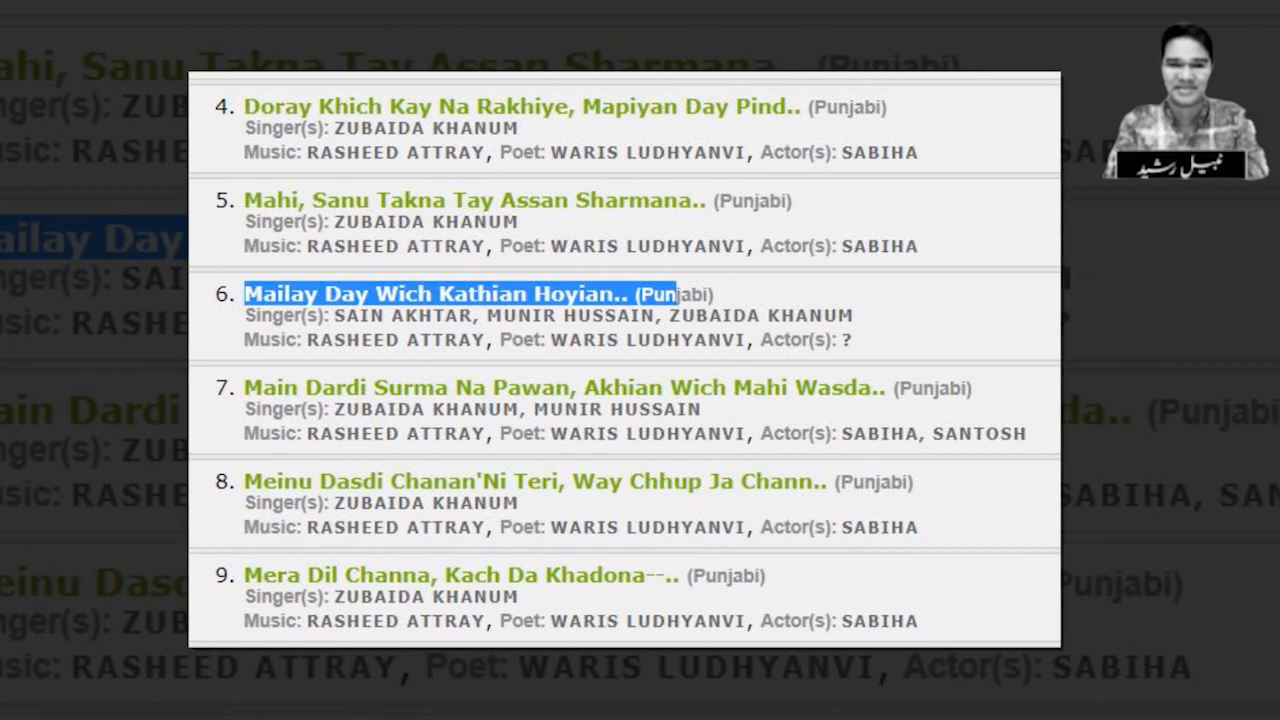 4. Doray Khich Kay Na Rakhiye, Mapiyan Day Pind.. (Punjabi)
Singer(s): ZUBAIDA KHANUM
Music: RASHEED ATTRAY, Poet: WARIS LUDHYANVI, Actor(s): SABIHA
5. Mahi, Sanu Takna Tay Assan Sharmana.. (Punjabi)
Singer(s): ZUBAIDA KHANUM
Music: RASHEED ATTRAY, Poet: WARIS LUDHYANVI, Actor(s): SABIHA
6. Mailay Day Wich Kathian Hoyian.. (Punjabi)
Singer(s): SAIN AKHTAR, MUNIR HUSSAIN, ZUBAIDA KHANUM
Music: RASHEED ATTRAY, Poet: WARIS LUDHYANVI, Actor(s): ?
7. Main Dardi Surma Na Pawan, Akhian Wich Mahi Wasda.. (Punjabi)
Singer(s): ZUBAIDA KHANUM, MUNIR HUSSAIN
Music: RASHEED ATTRAY, Poet: WARIS LUDHYANVI, Actor(s): SABIHA, SANTOSH
8. Meinu Dasdi Chanan'Ni Teri, Way Chhup Ja Chann.. (Punjabi)
Singer(s): ZUBAIDA KHANUM
Music: RASHEED ATTRAY, Poet: WARIS LUDHYANVI, Actor(s): SABIHA
9. Mera Dil Channa, Kach Da Khadona--.. (Punjabi)
Singer(s): ZUBAIDA KHANUM
Music: RASHEED ATTRAY, Poet: WARIS LUDHYANVI, Actor(s): SABIHA
نبیل رشید